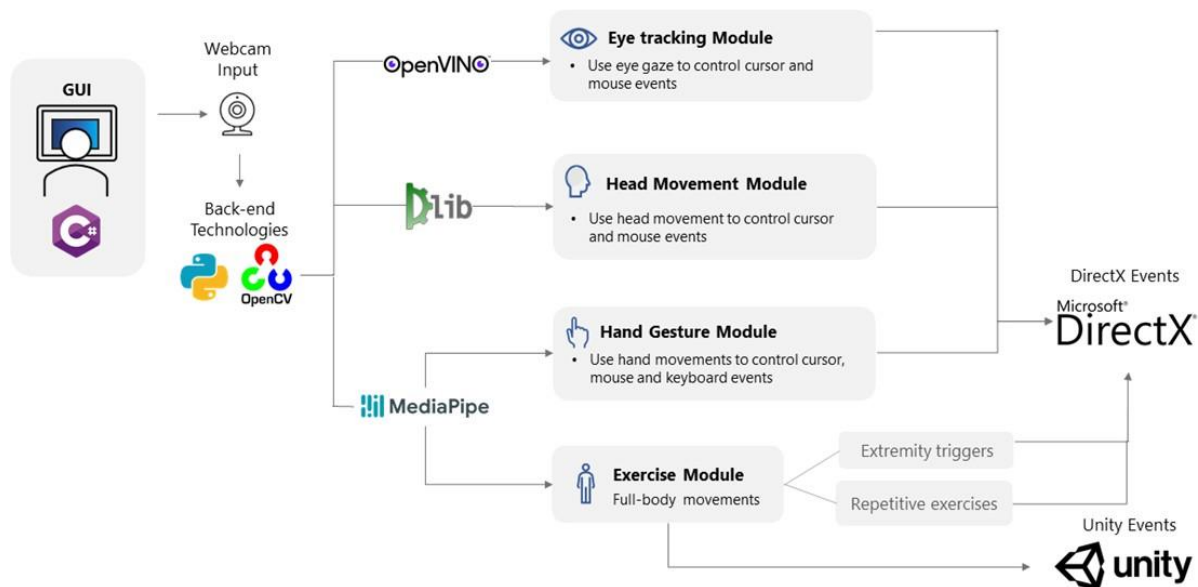 GUI
C#
Webcam
Input
Back-end
Technologies
OpenCV
OpenVINO
Eye tracking Module
• Use eye gaze to control cursor and
mouse events
Dlib
Head Movement Module
• Use head movement to control cursor
and mouse events
MediaPipe
Hand Gesture Module
• Use hand movements to control cursor,
mouse and keyboard events
Exercise Module
Full-body movements
Extremity triggers
Repetitive exercises
DirectX Events
Microsoft®
DirectX®
Unity Events
unity